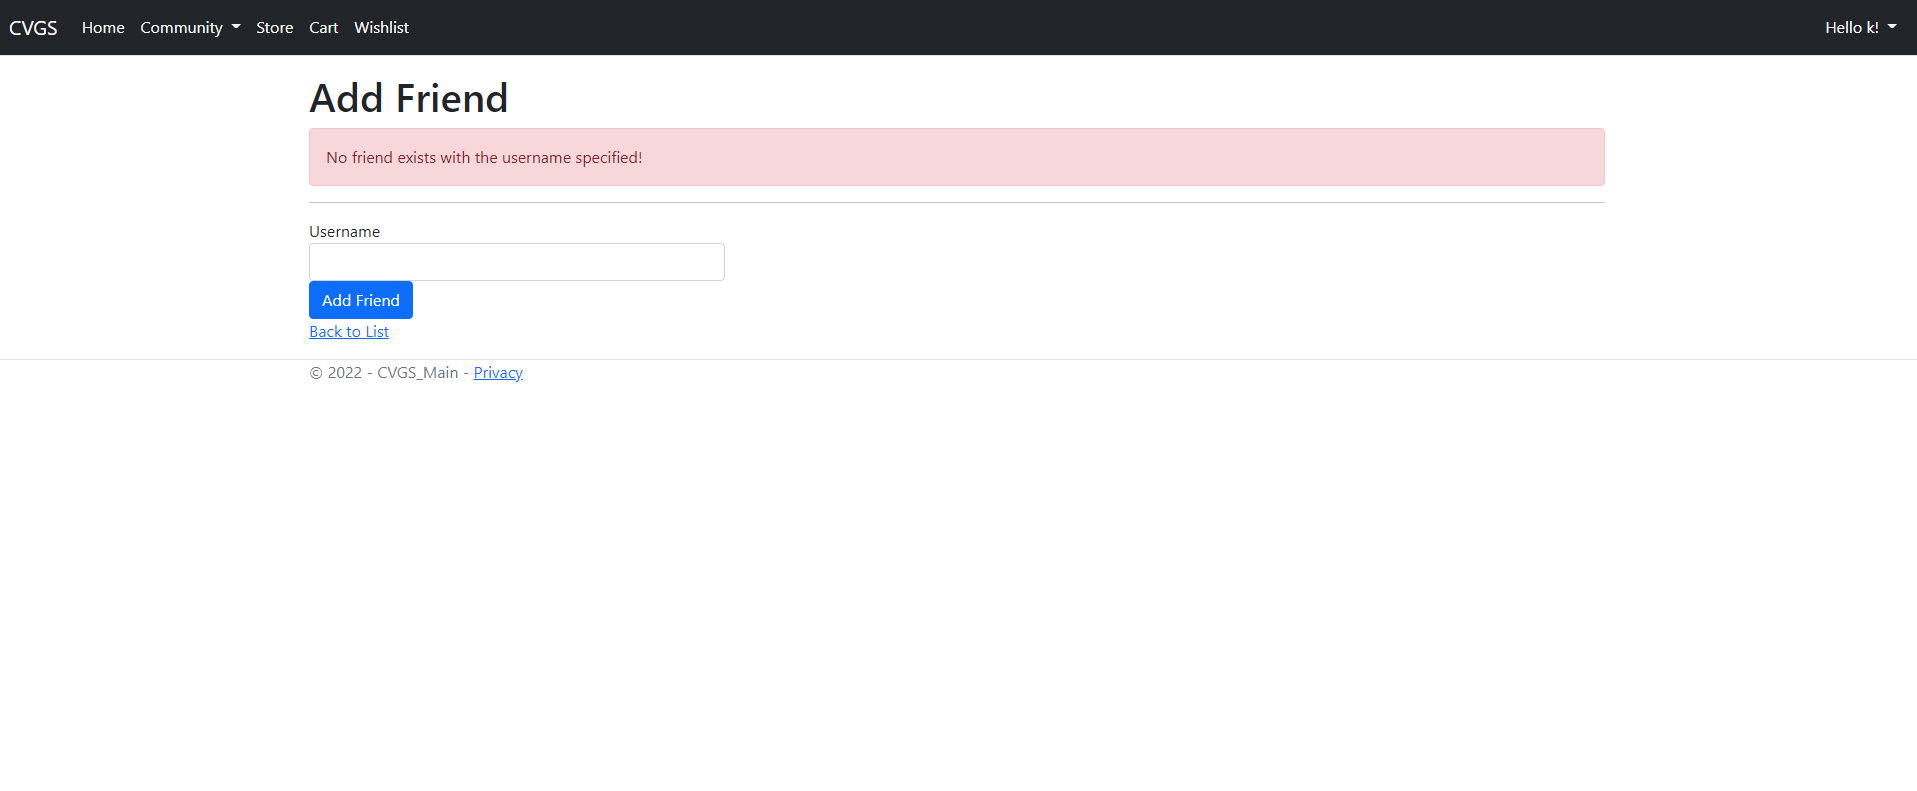 CVGS Home Community Store Cart Wishlist Hello k!
Add Friend
No friend exists with the username specified!
Username
Add Friend
Back to List
© 2022 - CVGS_Main - Privacy